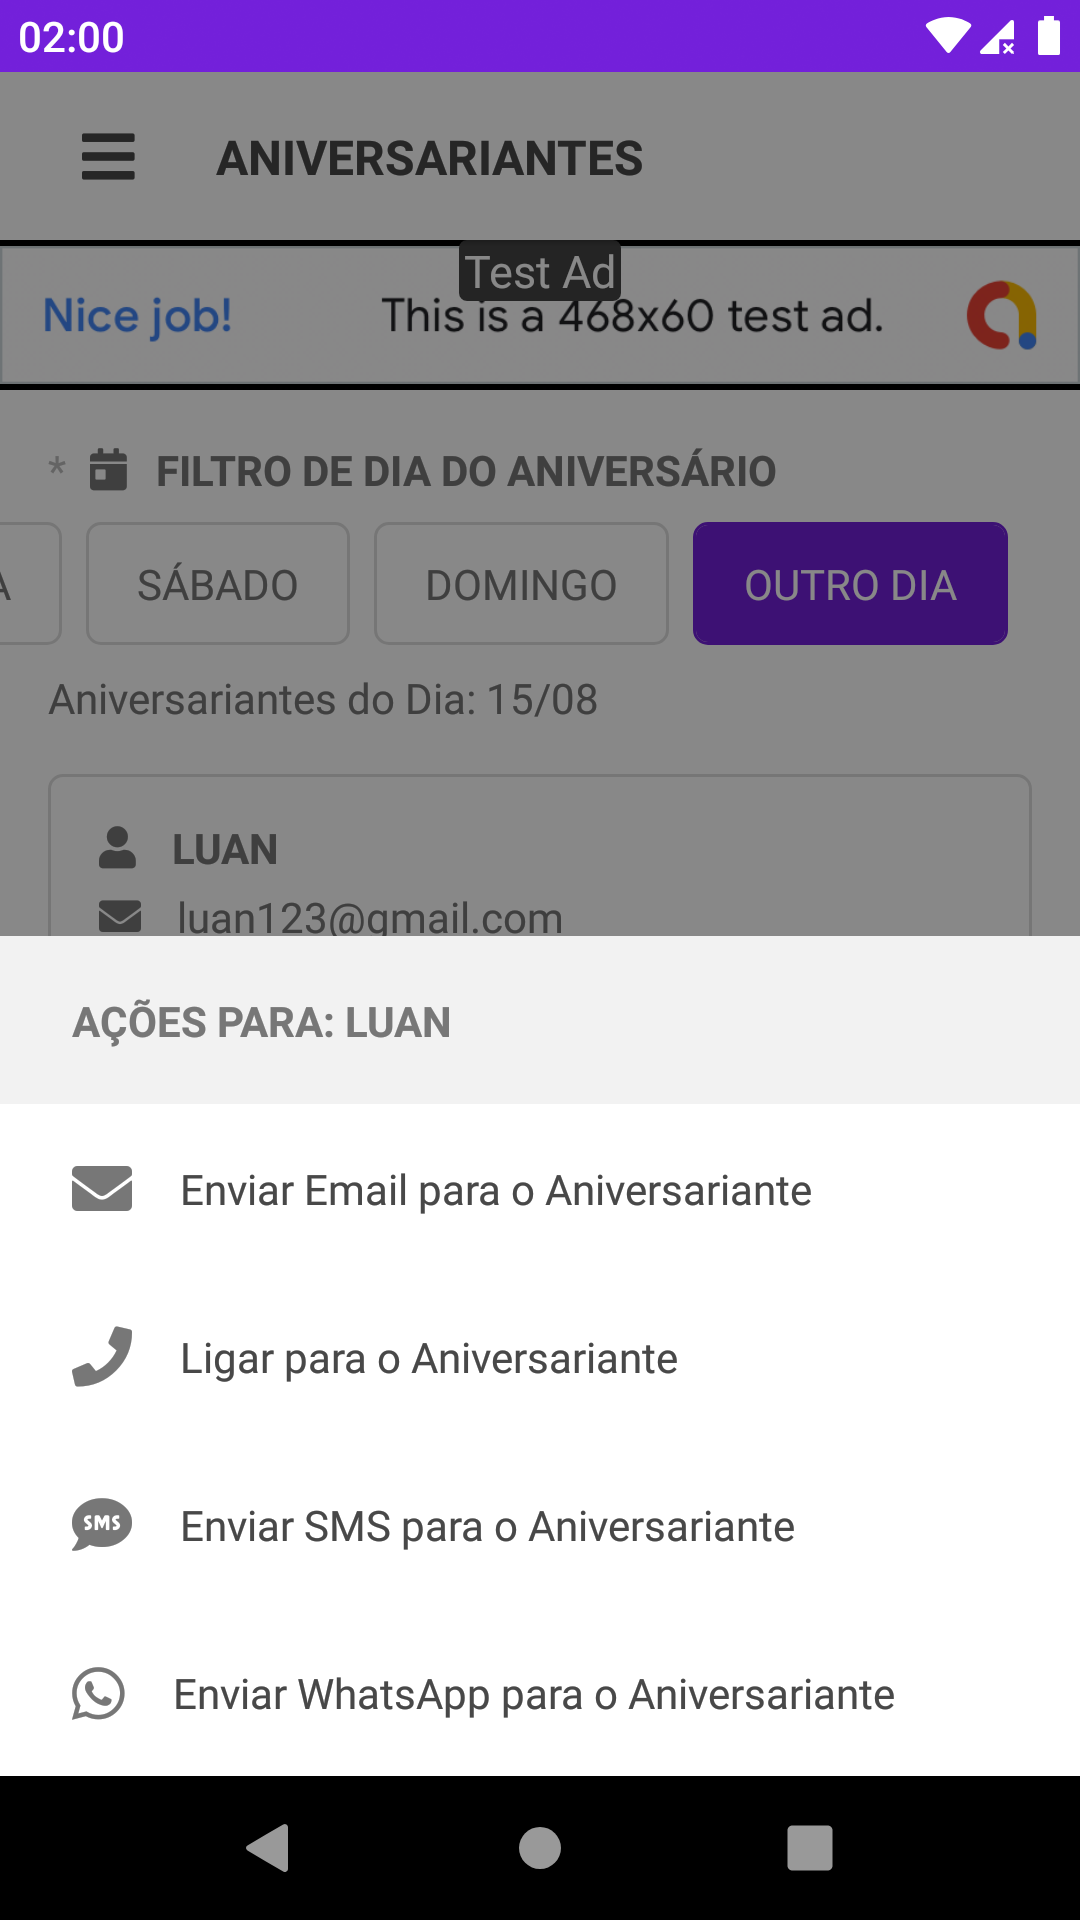 02:00
ANIVERSARIANTES
Test Ad
Nice job! This is a 468x60 test ad.
* FILTRO DE DIA DO ANIVERSÁRIO
A SÁBADO DOMINGO OUTRO DIA
Aniversariantes do Dia: 15/08
LUAN
luan123@gmail.com
AÇÕES PARA: LUAN
Enviar Email para o Aniversariante
Ligar para o Aniversariante
SMS Enviar SMS para o Aniversariante
Enviar WhatsApp para o Aniversariante